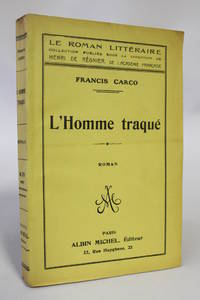 LE ROMAN LITTÉRAIRE
COLLECTION PUBLIÉE SOUS LA DIRECTION DE
HENRI DE RÉGNIER, DE L'ACADÉMIE FRANÇAISE
FRANCIS CARCO
L'Homme traqué
ROMAN
PARIS
ALBIN MICHEL, Éditeur
22, Rue Huyghens, 22